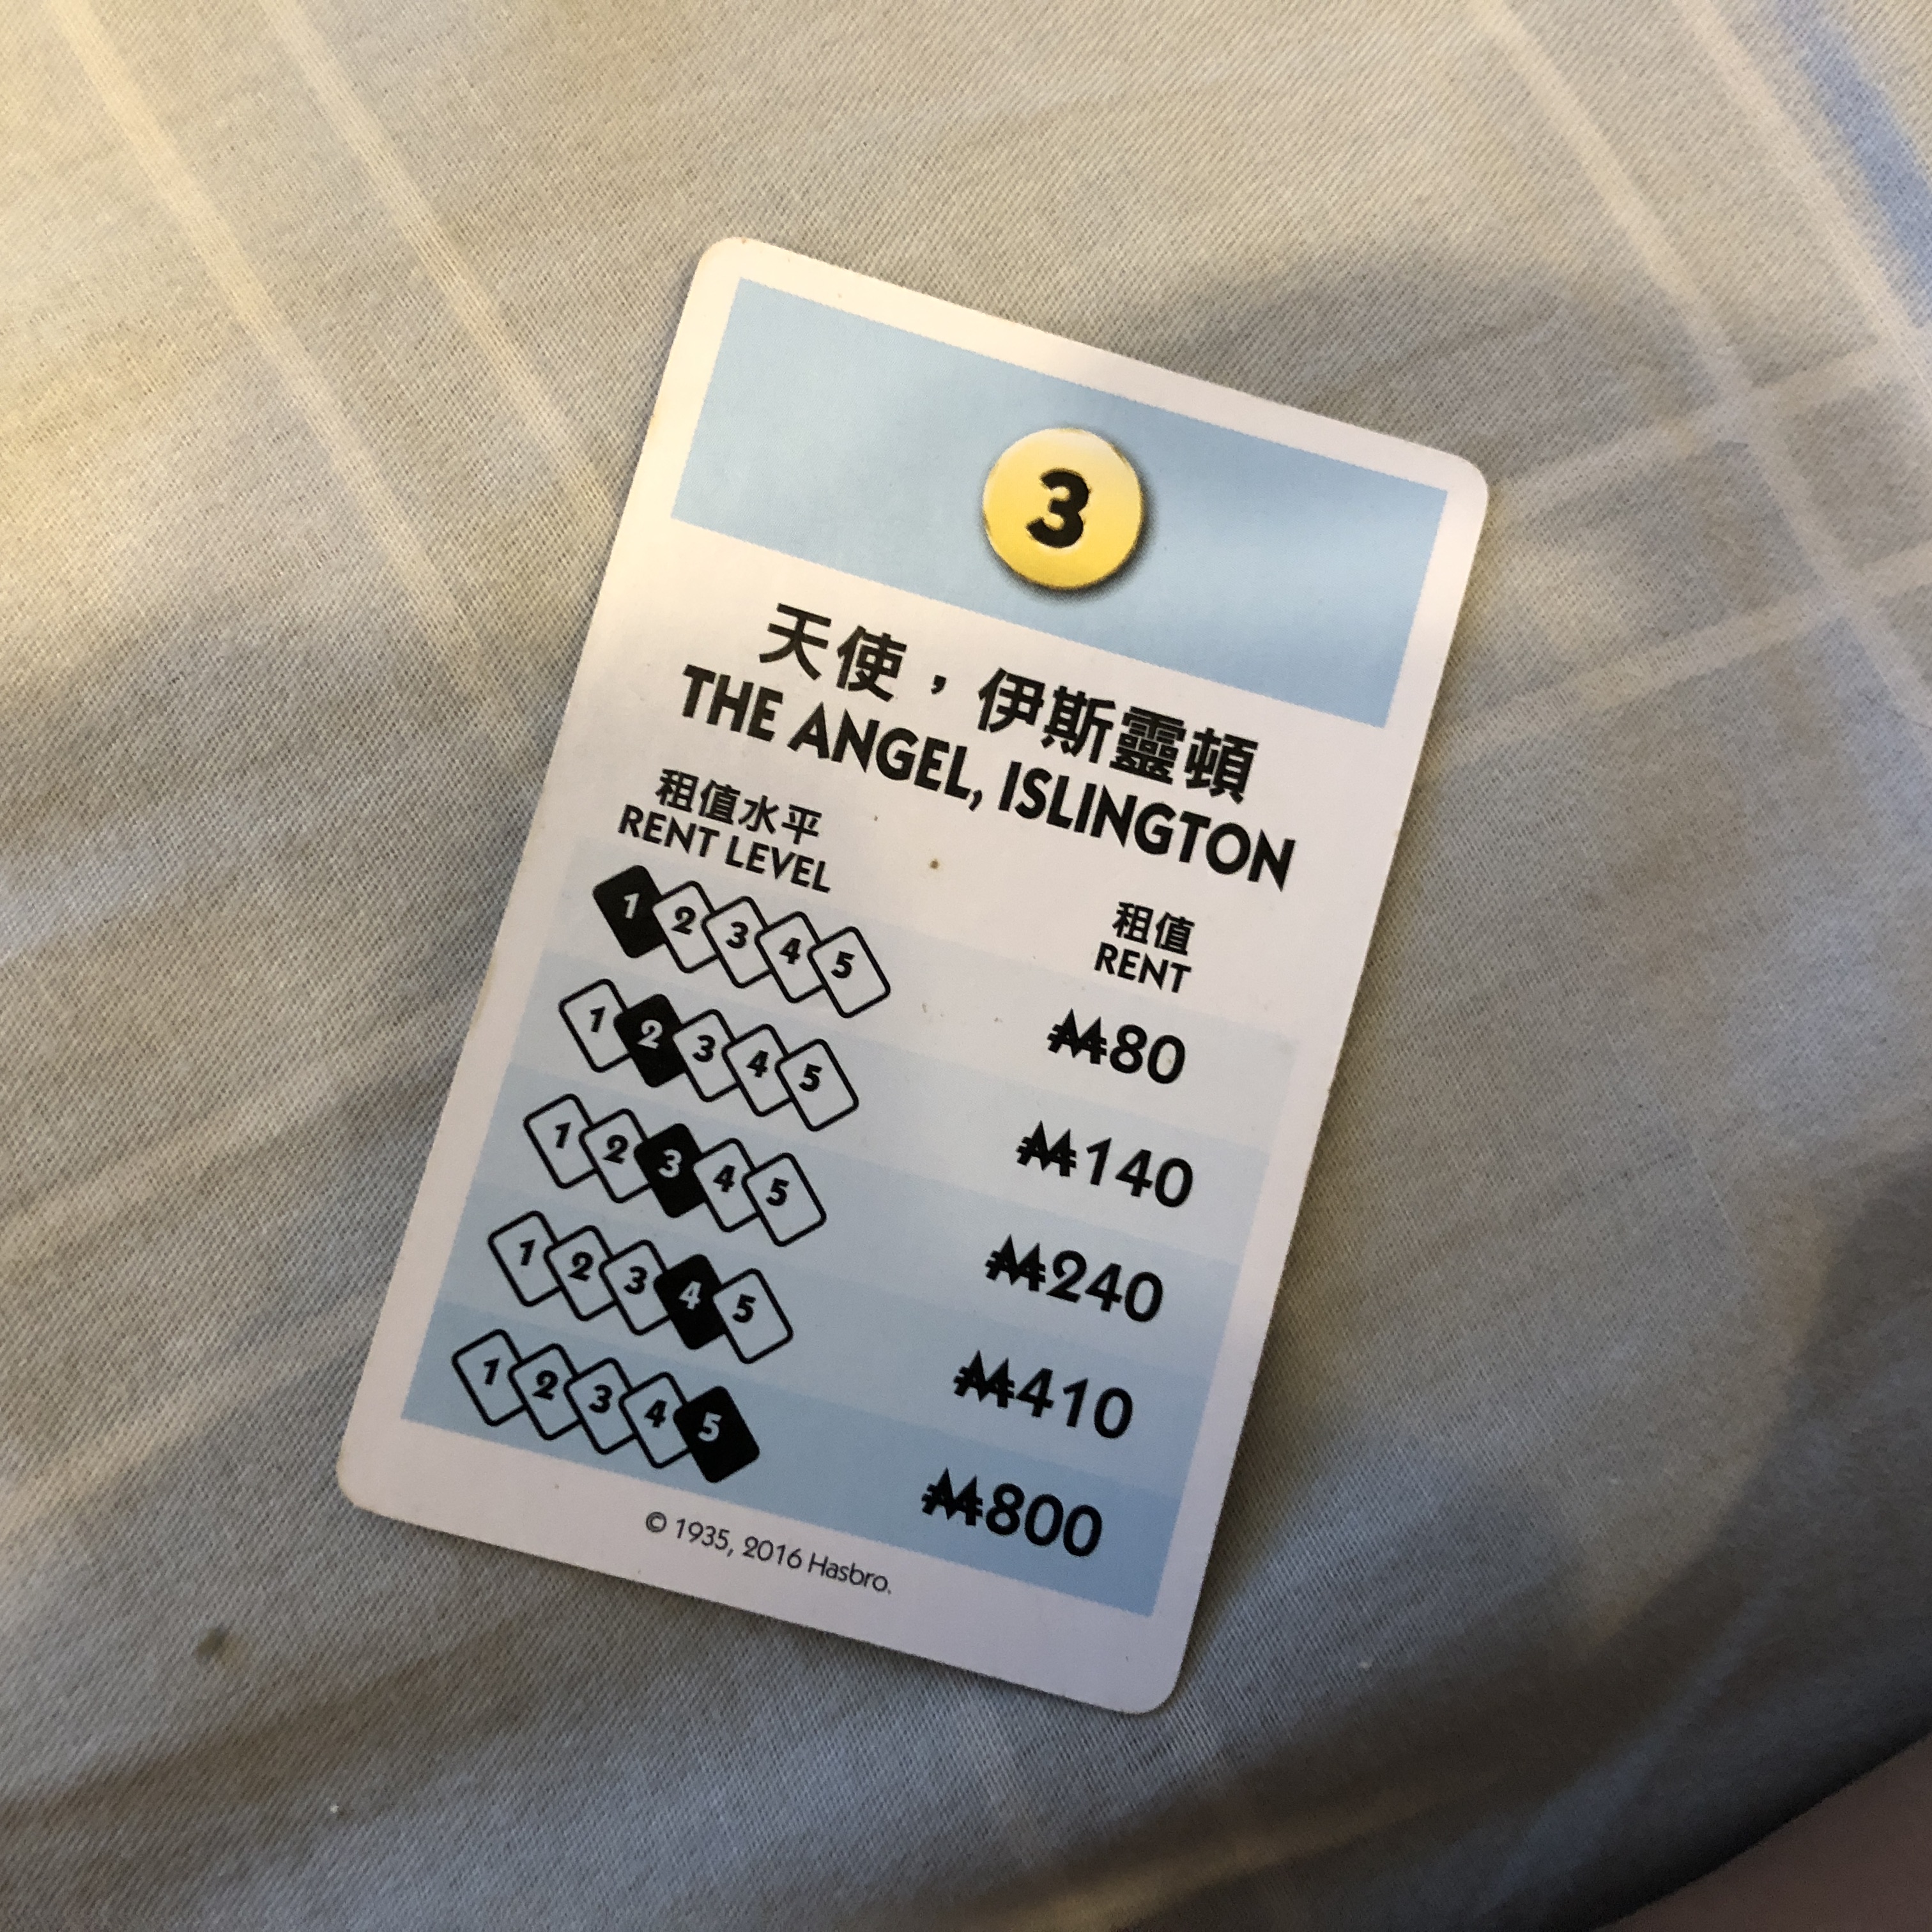 3
天使，伊斯靈頓
THE ANGEL, ISLINGTON
租值水平
RENT LEVEL
租值
RENT
1 2 3 4 5 ₩80
1 2 3 4 5 ₩140
1 2 3 4 5 ₩240
1 2 3 4 5 ₩410
1 2 3 4 5 ₩800
© 1935, 2016 Hasbro.